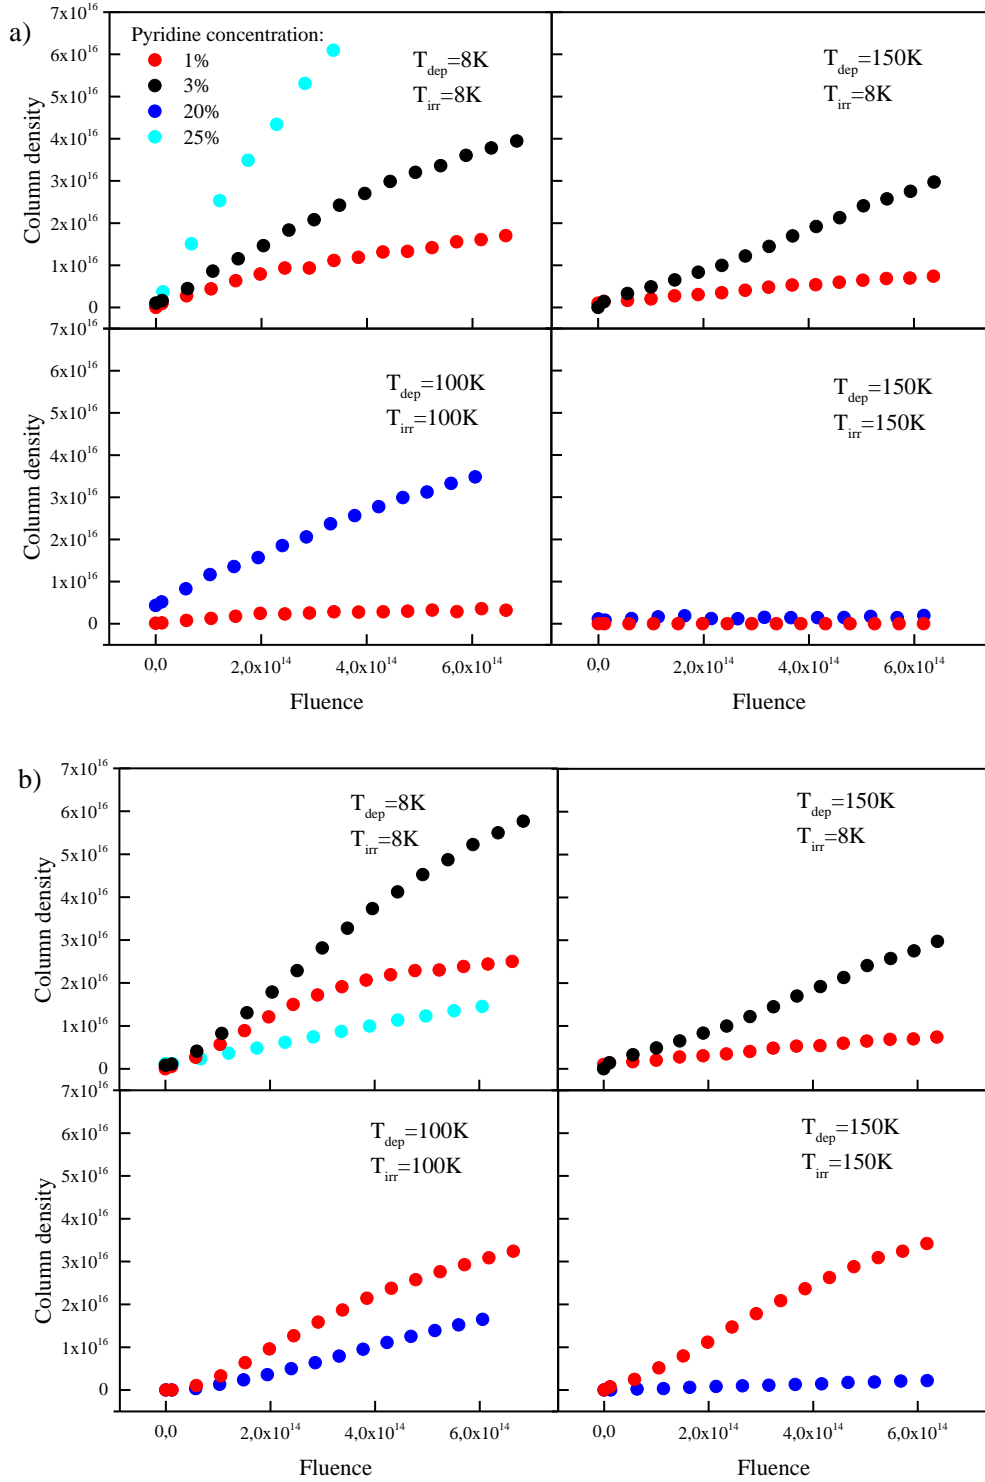 a)
Pyridine concentration:
1%
3%
20%
25%
T_dep=8K
T_irr=8K
T_dep=150K
T_irr=8K
7x10^16
6x10^16
5x10^16
4x10^16
3x10^16
2x10^16
1x10^16
0
Column density
T_dep=100K
T_irr=100K
T_dep=150K
T_irr=150K
7x10^16
6x10^16
5x10^16
4x10^16
3x10^16
2x10^16
1x10^16
0
Column density
0,0 2,0x10^14 4,0x10^14 6,0x10^14
0,0 2,0x10^14 4,0x10^14 6,0x10^14
Fluence
Fluence
b)
T_dep=8K
T_irr=8K
T_dep=150K
T_irr=8K
7x10^16
6x10^16
5x10^16
4x10^16
3x10^16
2x10^16
1x10^16
0
Column density
T_dep=100K
T_irr=100K
T_dep=150K
T_irr=150K
7x10^16
6x10^16
5x10^16
4x10^16
3x10^16
2x10^16
1x10^16
0
Column density
0,0 2,0x10^14 4,0x10^14 6,0x10^14
0,0 2,0x10^14 4,0x10^14 6,0x10^14
Fluence
Fluence